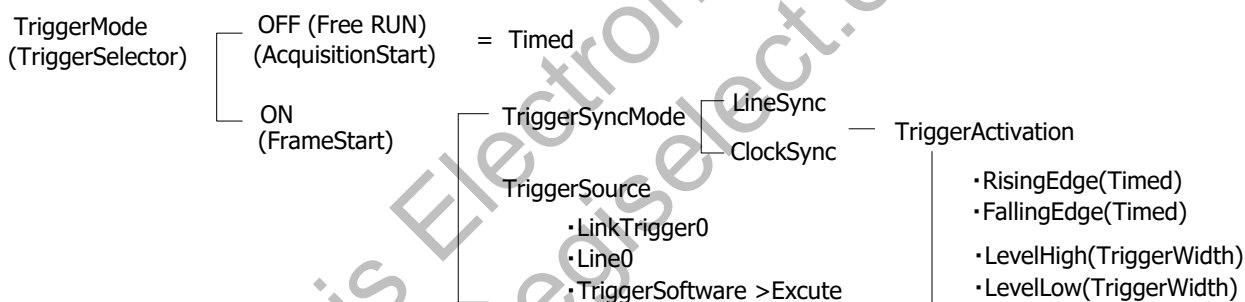 TriggerMode
(TriggerSelector)
OFF (Free RUN)
(AcquisitionStart)
= Timed
ON
(FrameStart)
TriggerSyncMode
LineSync
ClockSync
TriggerActivation
・RisingEdge(Timed)
・FallingEdge(Timed)
・LevelHigh(TriggerWidth)
・LevelLow(TriggerWidth)
TriggerSource
・LinkTrigger0
・Line0
・TriggerSoftware >Excute